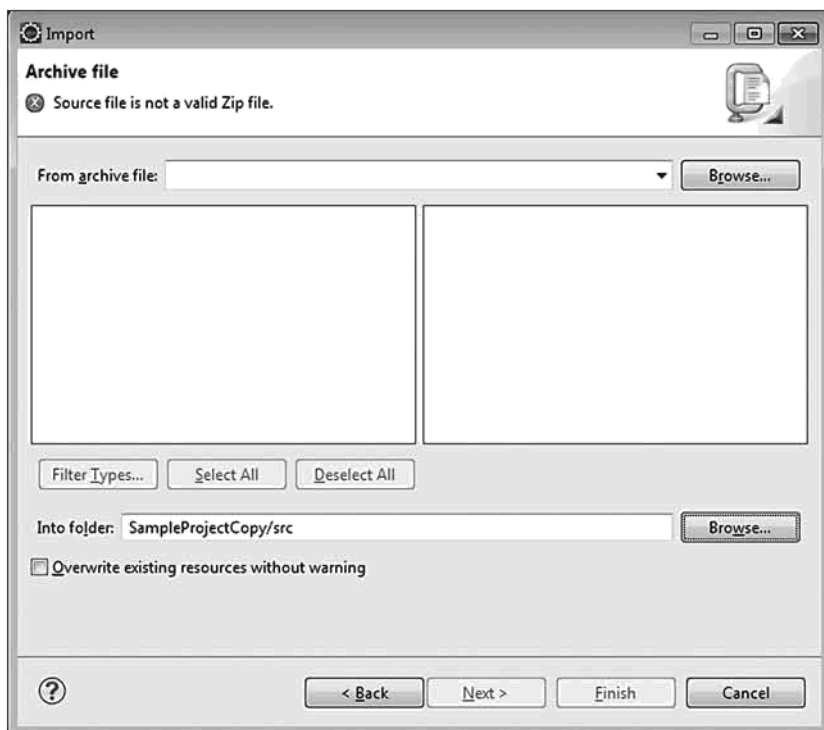 Import
Archive file
Source file is not a valid Zip file.
From archive file: Browse...
Filter Types... Select All Deselect All
Into folder: SampleProjectCopy/src Browse...
Overwrite existing resources without warning
? < Back Next > Finish Cancel